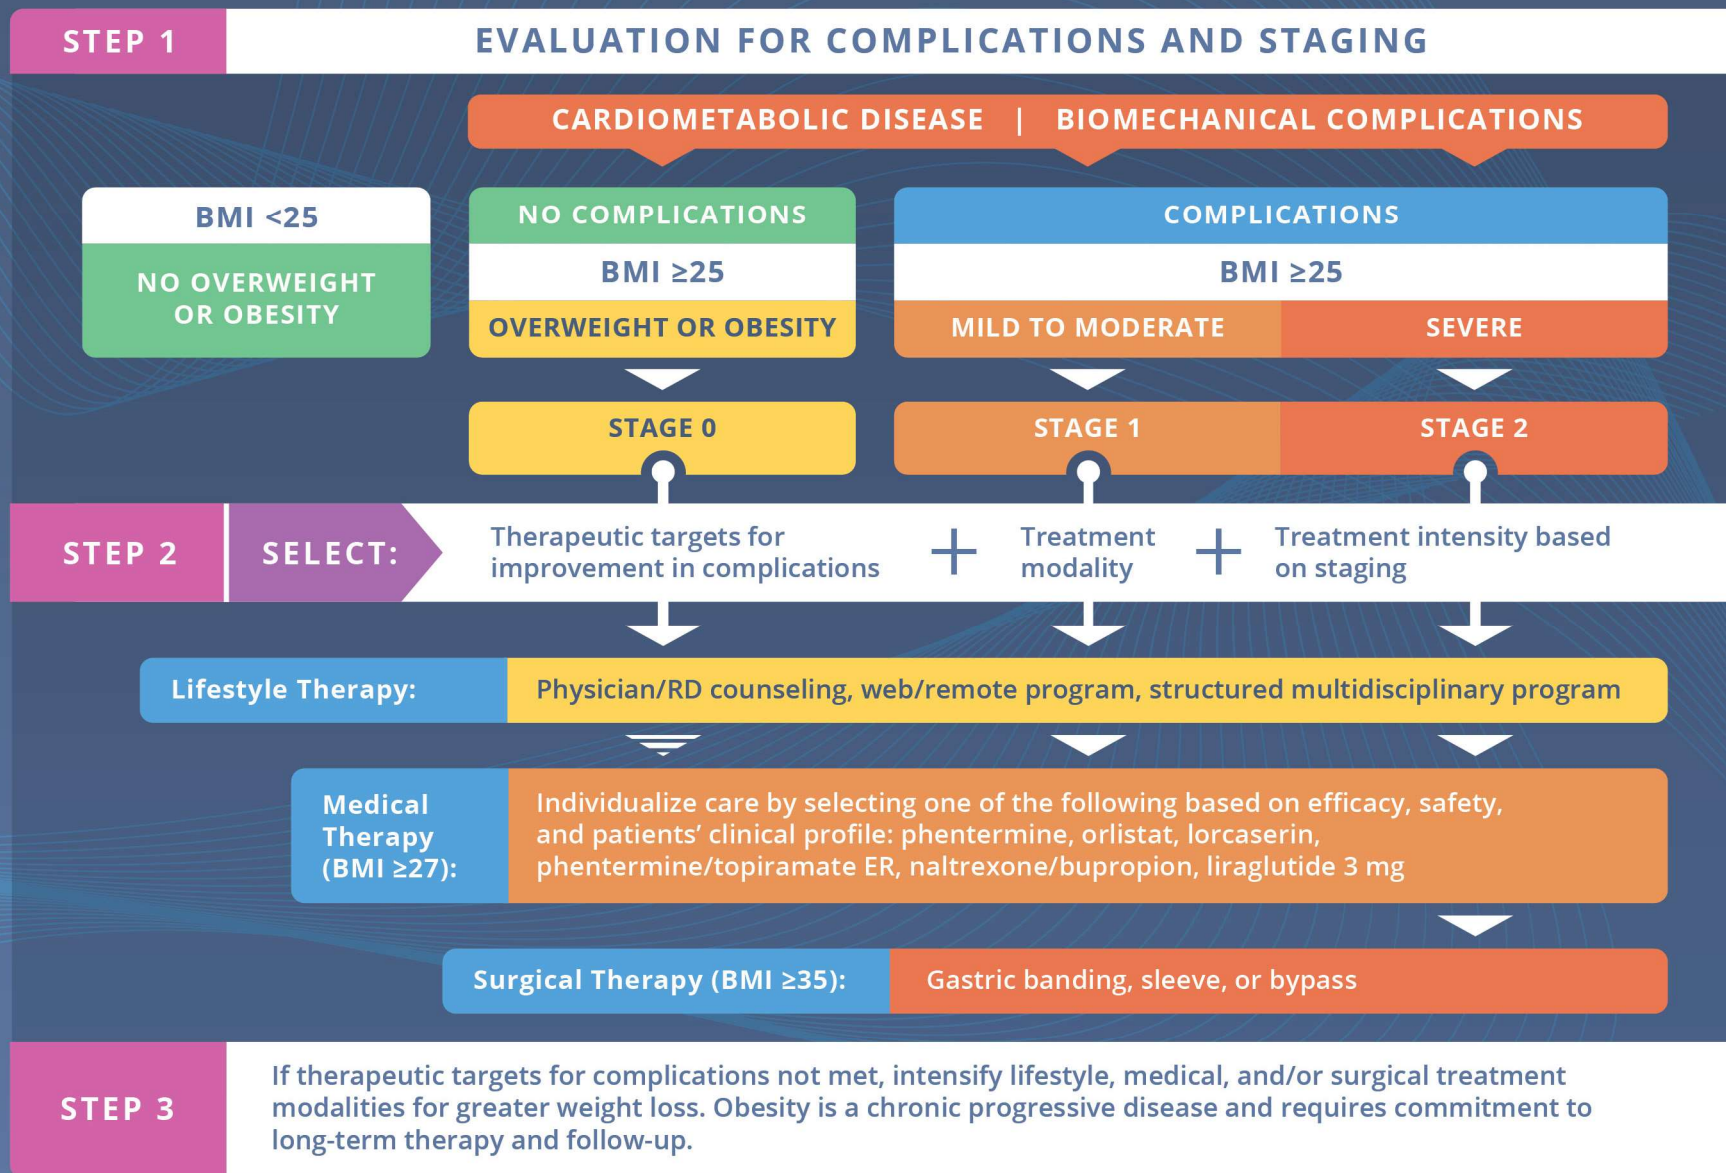 STEP 1
EVALUATION FOR COMPLICATIONS AND STAGING
CARDIOMETABOLIC DISEASE | BIOMECHANICAL COMPLICATIONS
BMI <25
NO OVERWEIGHT
OR OBESITY
NO COMPLICATIONS
BMI ≥25
OVERWEIGHT OR OBESITY
COMPLICATIONS
BMI ≥25
MILD TO MODERATE
SEVERE
STAGE 0
STAGE 1
STAGE 2
STEP 2
SELECT:
Therapeutic targets for
improvement in complications
+
Treatment
modality
+
Treatment intensity based
on staging
Lifestyle Therapy:
Physician/RD counseling, web/remote program, structured multidisciplinary program
Medical
Therapy
(BMI ≥27):
Individualize care by selecting one of the following based on efficacy, safety,
and patients’ clinical profile: phentermine, orlistat, lorcaserin,
phentermine/topiramate ER, naltrexone/bupropion, liraglutide 3 mg
Surgical Therapy (BMI ≥35):
Gastric banding, sleeve, or bypass
STEP 3
If therapeutic targets for complications not met, intensify lifestyle, medical, and/or surgical treatment
modalities for greater weight loss. Obesity is a chronic progressive disease and requires commitment to
long-term therapy and follow-up.